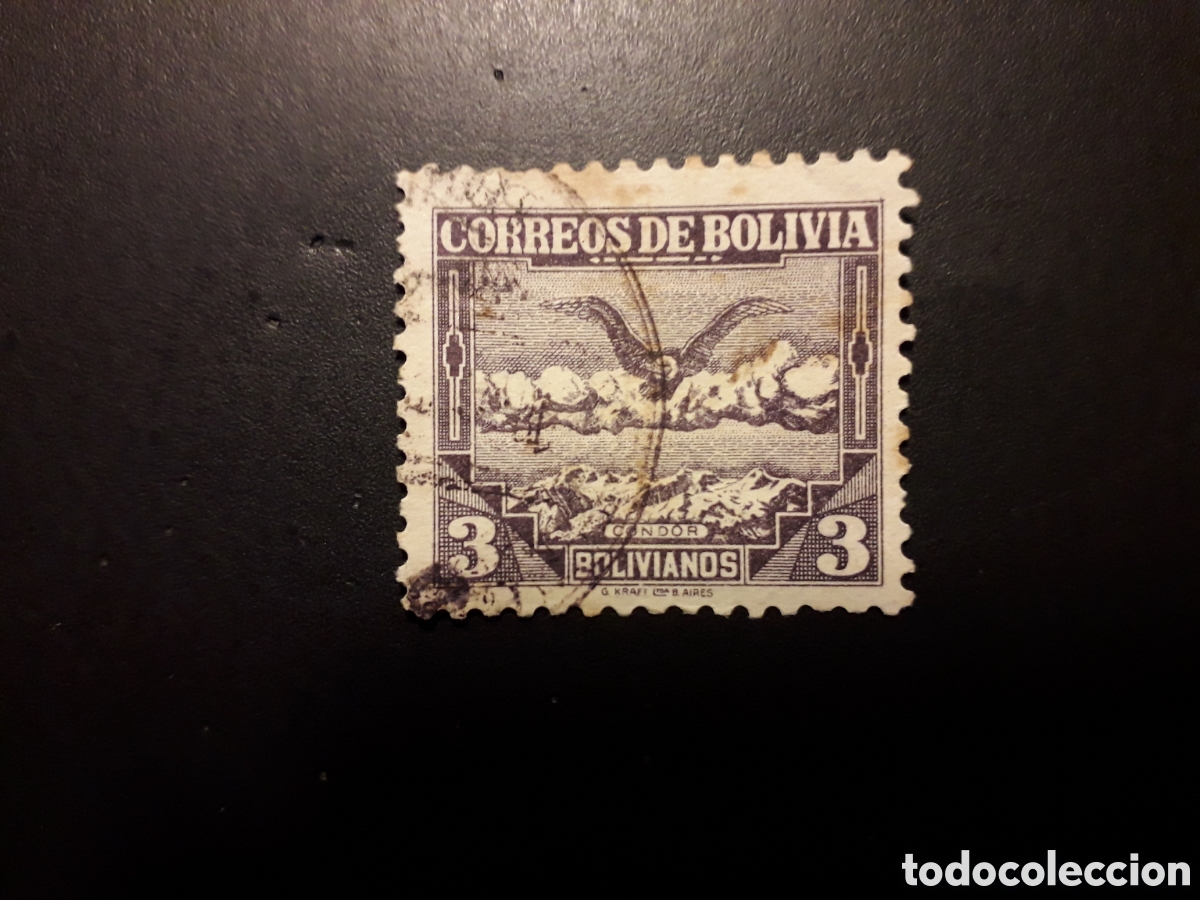 CORREOS DE BOLIVIA
CONDOR
3 BOLIVIANOS 3
G. KRAFT LTDA B. AIRES
todocoleccion